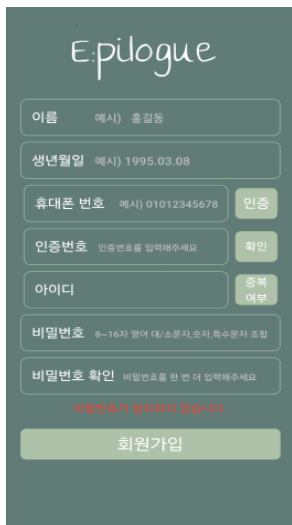 E:pilogue
이름 예시) 홍길동
생년월일 예시) 1995.03.08
휴대폰 번호 예시) 01012345678 인증
인증번호 인증번호를 입력해주세요 확인
아이디 중복
여부
비밀번호 8~16자 영어 대/소문자,숫자,특수문자 조합
비밀번호 확인 비밀번호를 한 번 더 입력해주세요
비밀번호가 일치하지 않습니다
회원가입